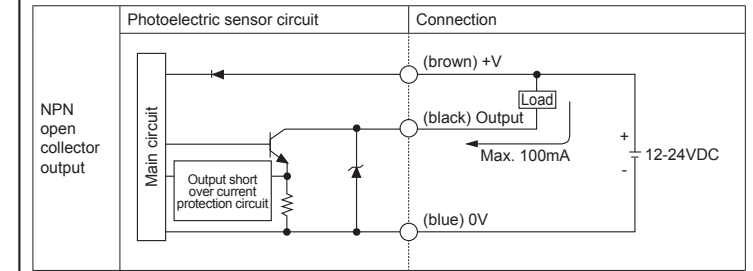 Photoelectric sensor circuit
Connection
NPN
open
collector
output
Main circuit
(brown) +V
Load
(black) Output
Max. 100mA
+
12-24VDC
-
Output short
over current
protection circuit
(blue) 0V